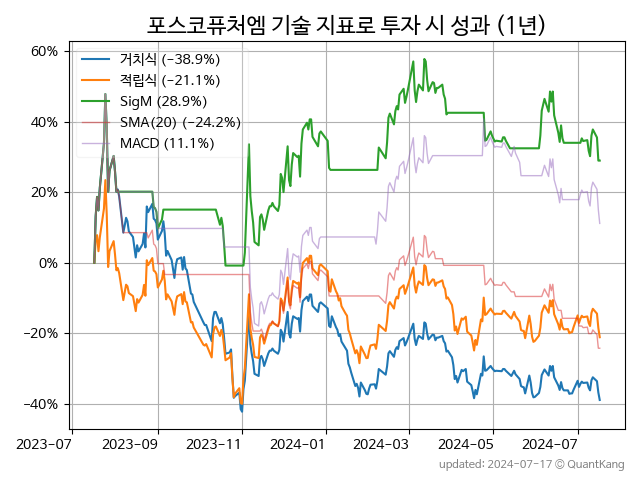 포스코퓨처엠 기술 지표로 투자 시 성과 (1년)
60%
40%
20%
0%
−20%
−40%
거치식 (−38.9%)
적립식 (−21.1%)
SigM (28.9%)
SMA(20) (−24.2%)
MACD (11.1%)
2023-07 2023-09 2023-11 2024-01 2024-03 2024-05 2024-07
updated: 2024-07-17 © QuantKang